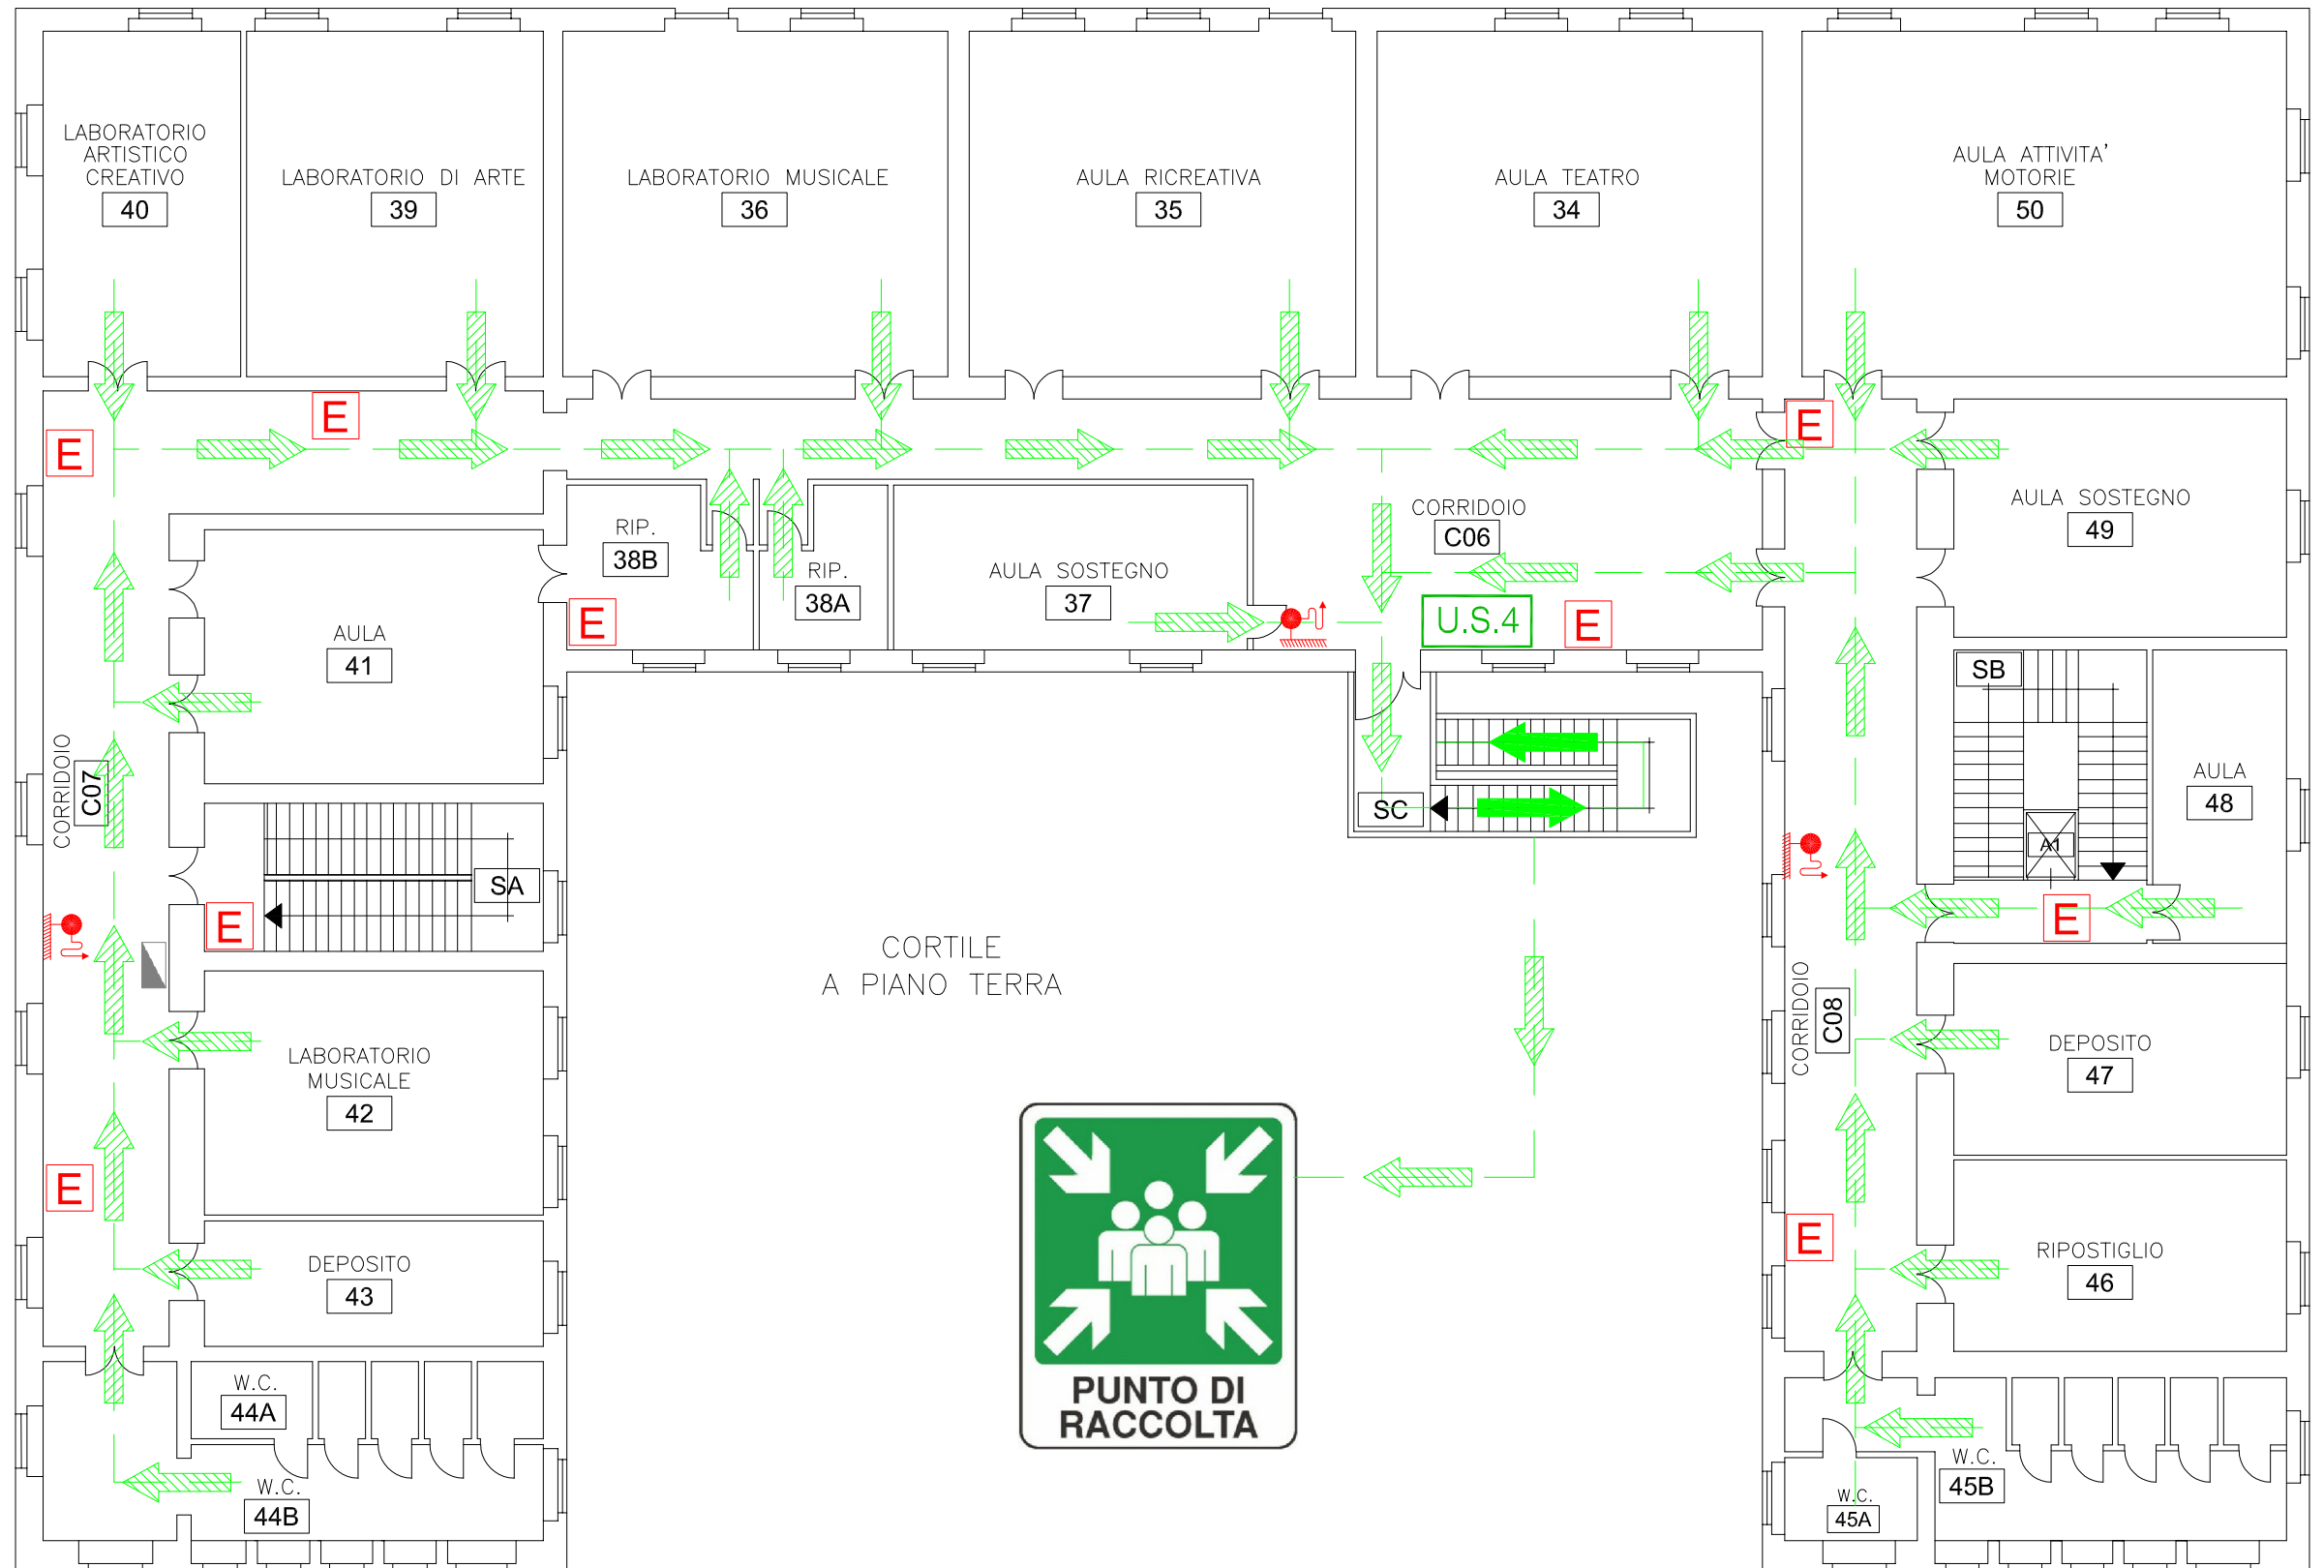 LABORATORIO
ARTISTICO
CREATIVO
40
LABORATORIO DI ARTE
39
LABORATORIO MUSICALE
36
AULA RICREATIVA
35
AULA TEATRO
34
AULA ATTIVITA'
MOTORIE
50
E
E
E
RIP.
38B
RIP.
38A
AULA SOSTEGNO
37
CORRIDOIO
C06
AULA SOSTEGNO
49
E
U.S.4
E
AULA
41
SB
CORRIDOIO
C07
SC
AULA
48
A1
SA
E
E
CORTILE
A PIANO TERRA
CORRIDOIO
C08
LABORATORIO
MUSICALE
42
DEPOSITO
47
E
E
DEPOSITO
43
RIPOSTIGLIO
46
PUNTO DI
RACCOLTA
W.C.
44A
W.C.
44B
W.C.
45B
W.C.
45A